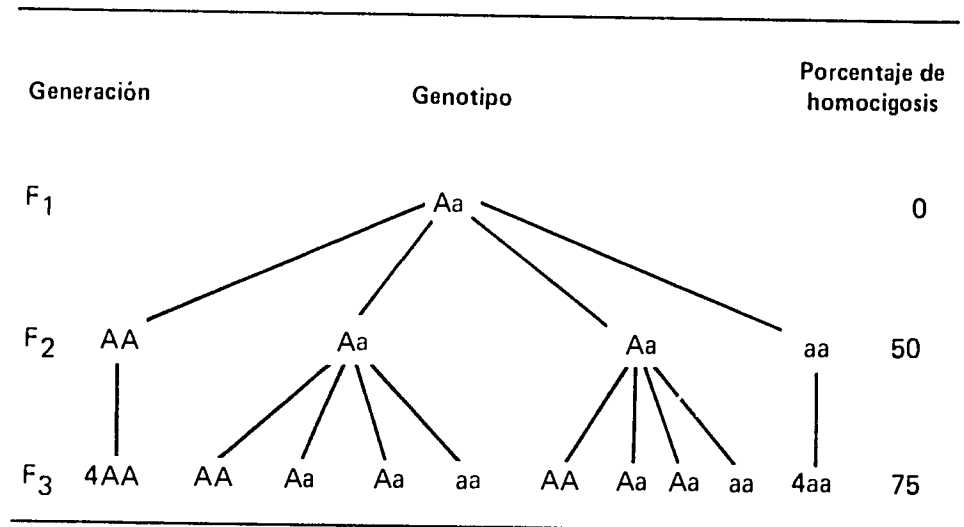 Generación Genotipo Porcentaje de
homocigosis
F1 Aa 0
F2 AA Aa Aa aa 50
F3 4AA AA Aa Aa aa AA Aa Aa aa 4aa 75